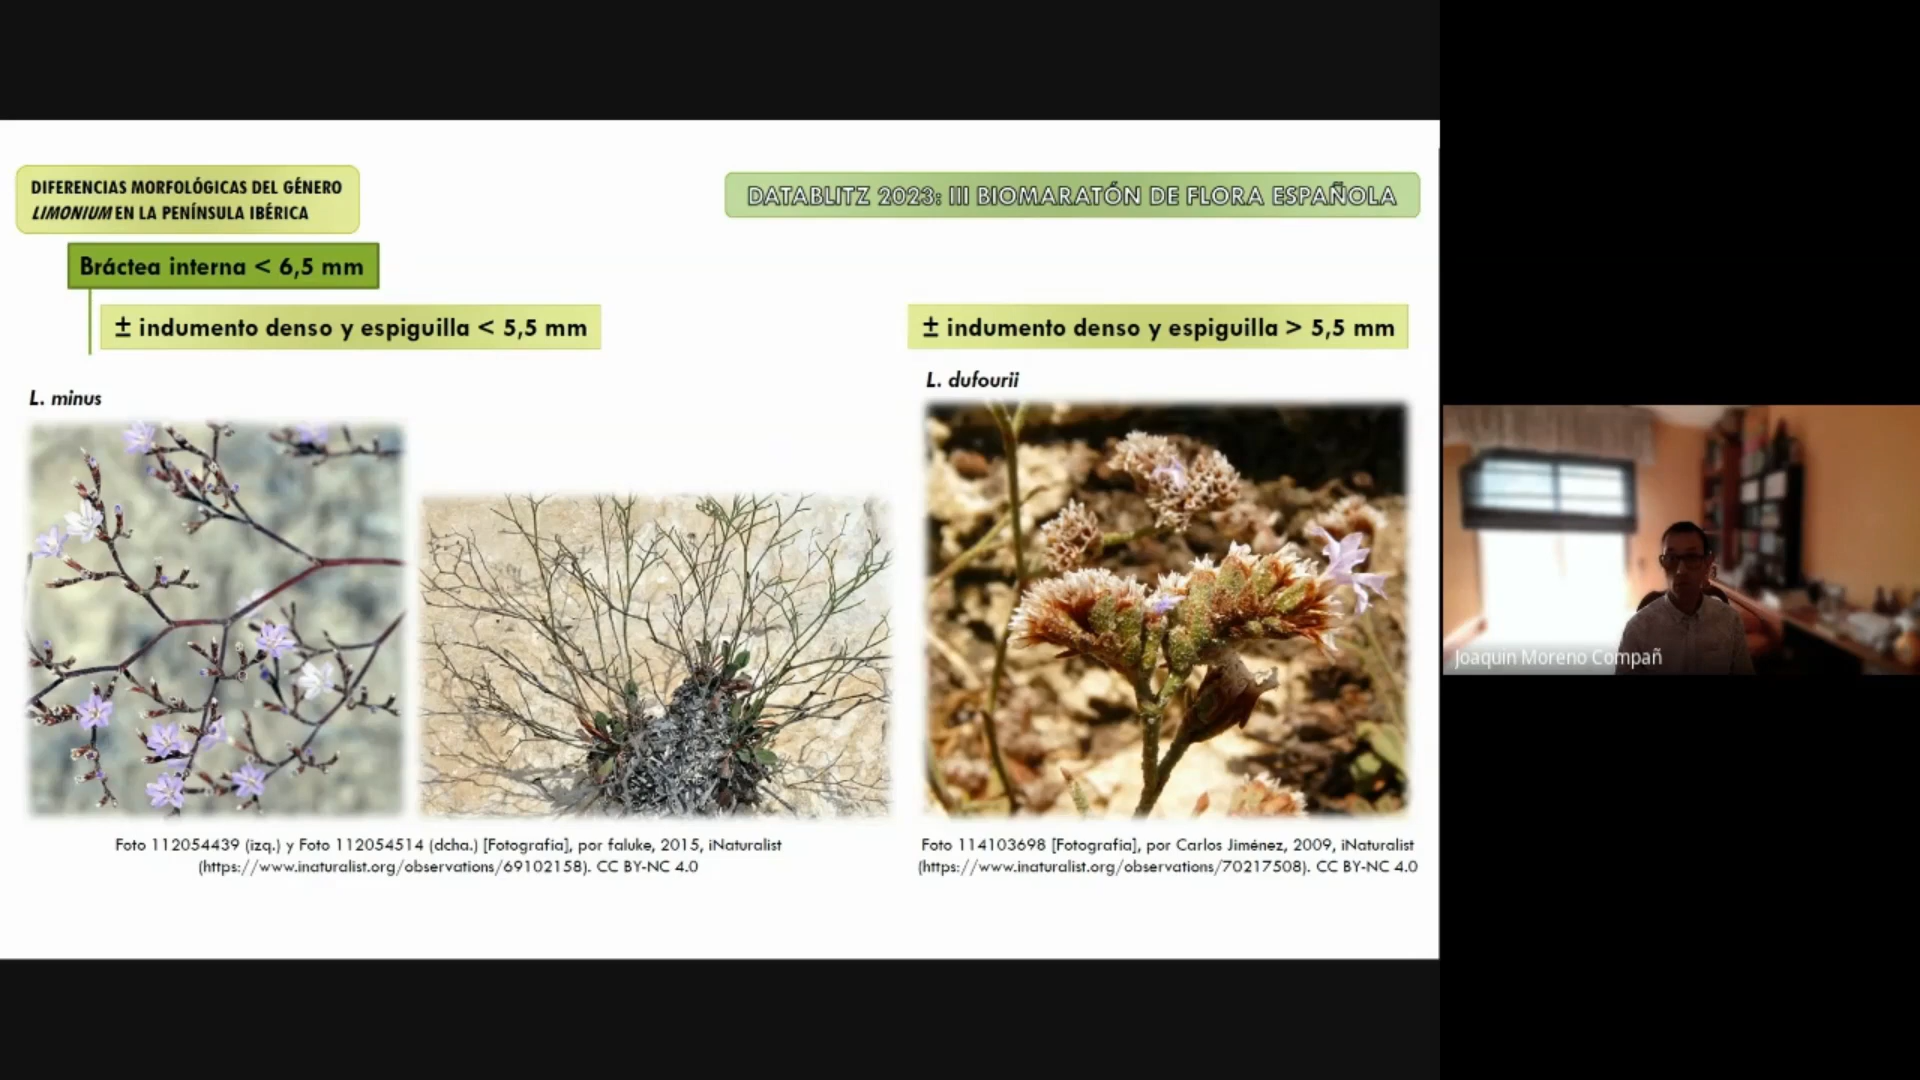 DIFERENCIAS MORFOLÓGICAS DEL GÉNERO
LIMONIUM EN LA PENÍNSULA IBÉRICA
DATABLITZ 2023: III BIOMARATÓN DE FLORA ESPAÑOLA
Bráctea interna < 6,5 mm
± indumento denso y espiguilla < 5,5 mm
± indumento denso y espiguilla > 5,5 mm
L. minus
L. dufourii
Foto 112054439 (izq.) y Foto 112054514 (dcha.) [Fotografía], por faluke, 2015, iNaturalist
(https://www.inaturalist.org/observations/69102158). CC BY-NC 4.0
Foto 114103698 [Fotografía], por Carlos Jiménez, 2009, iNaturalist
(https://www.inaturalist.org/observations/70217508). CC BY-NC 4.0
Joaquin Moreno Compañ